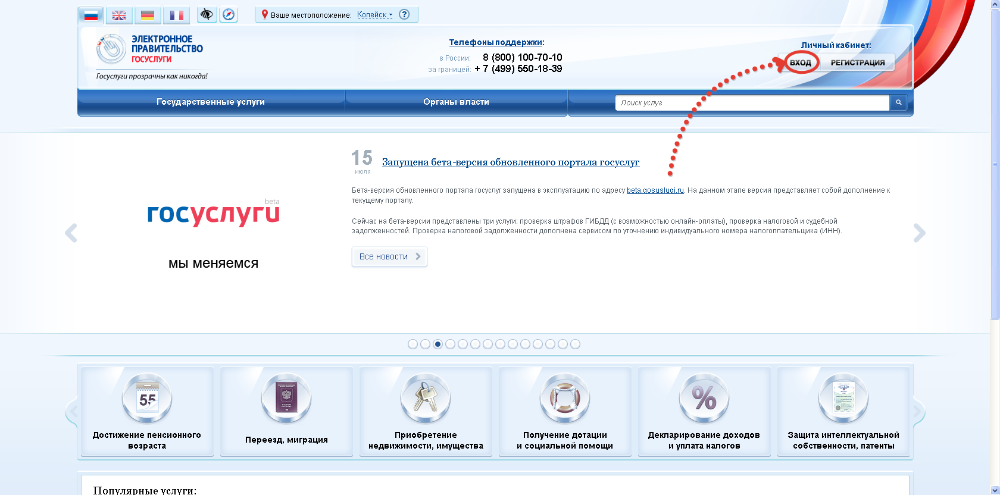 Ваше местоположение: Копейск
ЭЛЕКТРОННОЕ
ПРАВИТЕЛЬСТВО
ГОСУСЛУГИ
Госуслуги прозрачны как никогда!
Телефоны поддержки:
в России: 8 (800) 100-70-10
за границей: + 7 (499) 550-18-39
Личный кабинет:
ВХОД РЕГИСТРАЦИЯ
Государственные услуги
Органы власти
Поиск услуг
госуслуги beta
мы меняемся
15
июля
Запущена бета-версия обновленного портала госуслуг
Бета-версия обновленного портала госуслуг запущена в эксплуатацию по адресу beta.gosuslugi.ru. На данном этапе версия представляет собой дополнение к
текущему порталу.
Сейчас на бета-версии представлены три услуги: проверка штрафов ГИБДД (с возможностью онлайн-оплаты), проверка налоговой и судебной
задолженностей. Проверка налоговой задолженности дополнена сервисом по уточнению индивидуального номера налогоплательщика (ИНН).
Все новости
55
Достижение пенсионного
возраста
Переезд, миграция
Приобретение
недвижимости, имущества
Получение дотации
и социальной помощи
%
Декларирование доходов
и уплата налогов
Защита интеллектуальной
собственности, патенты
Популярные услуги: